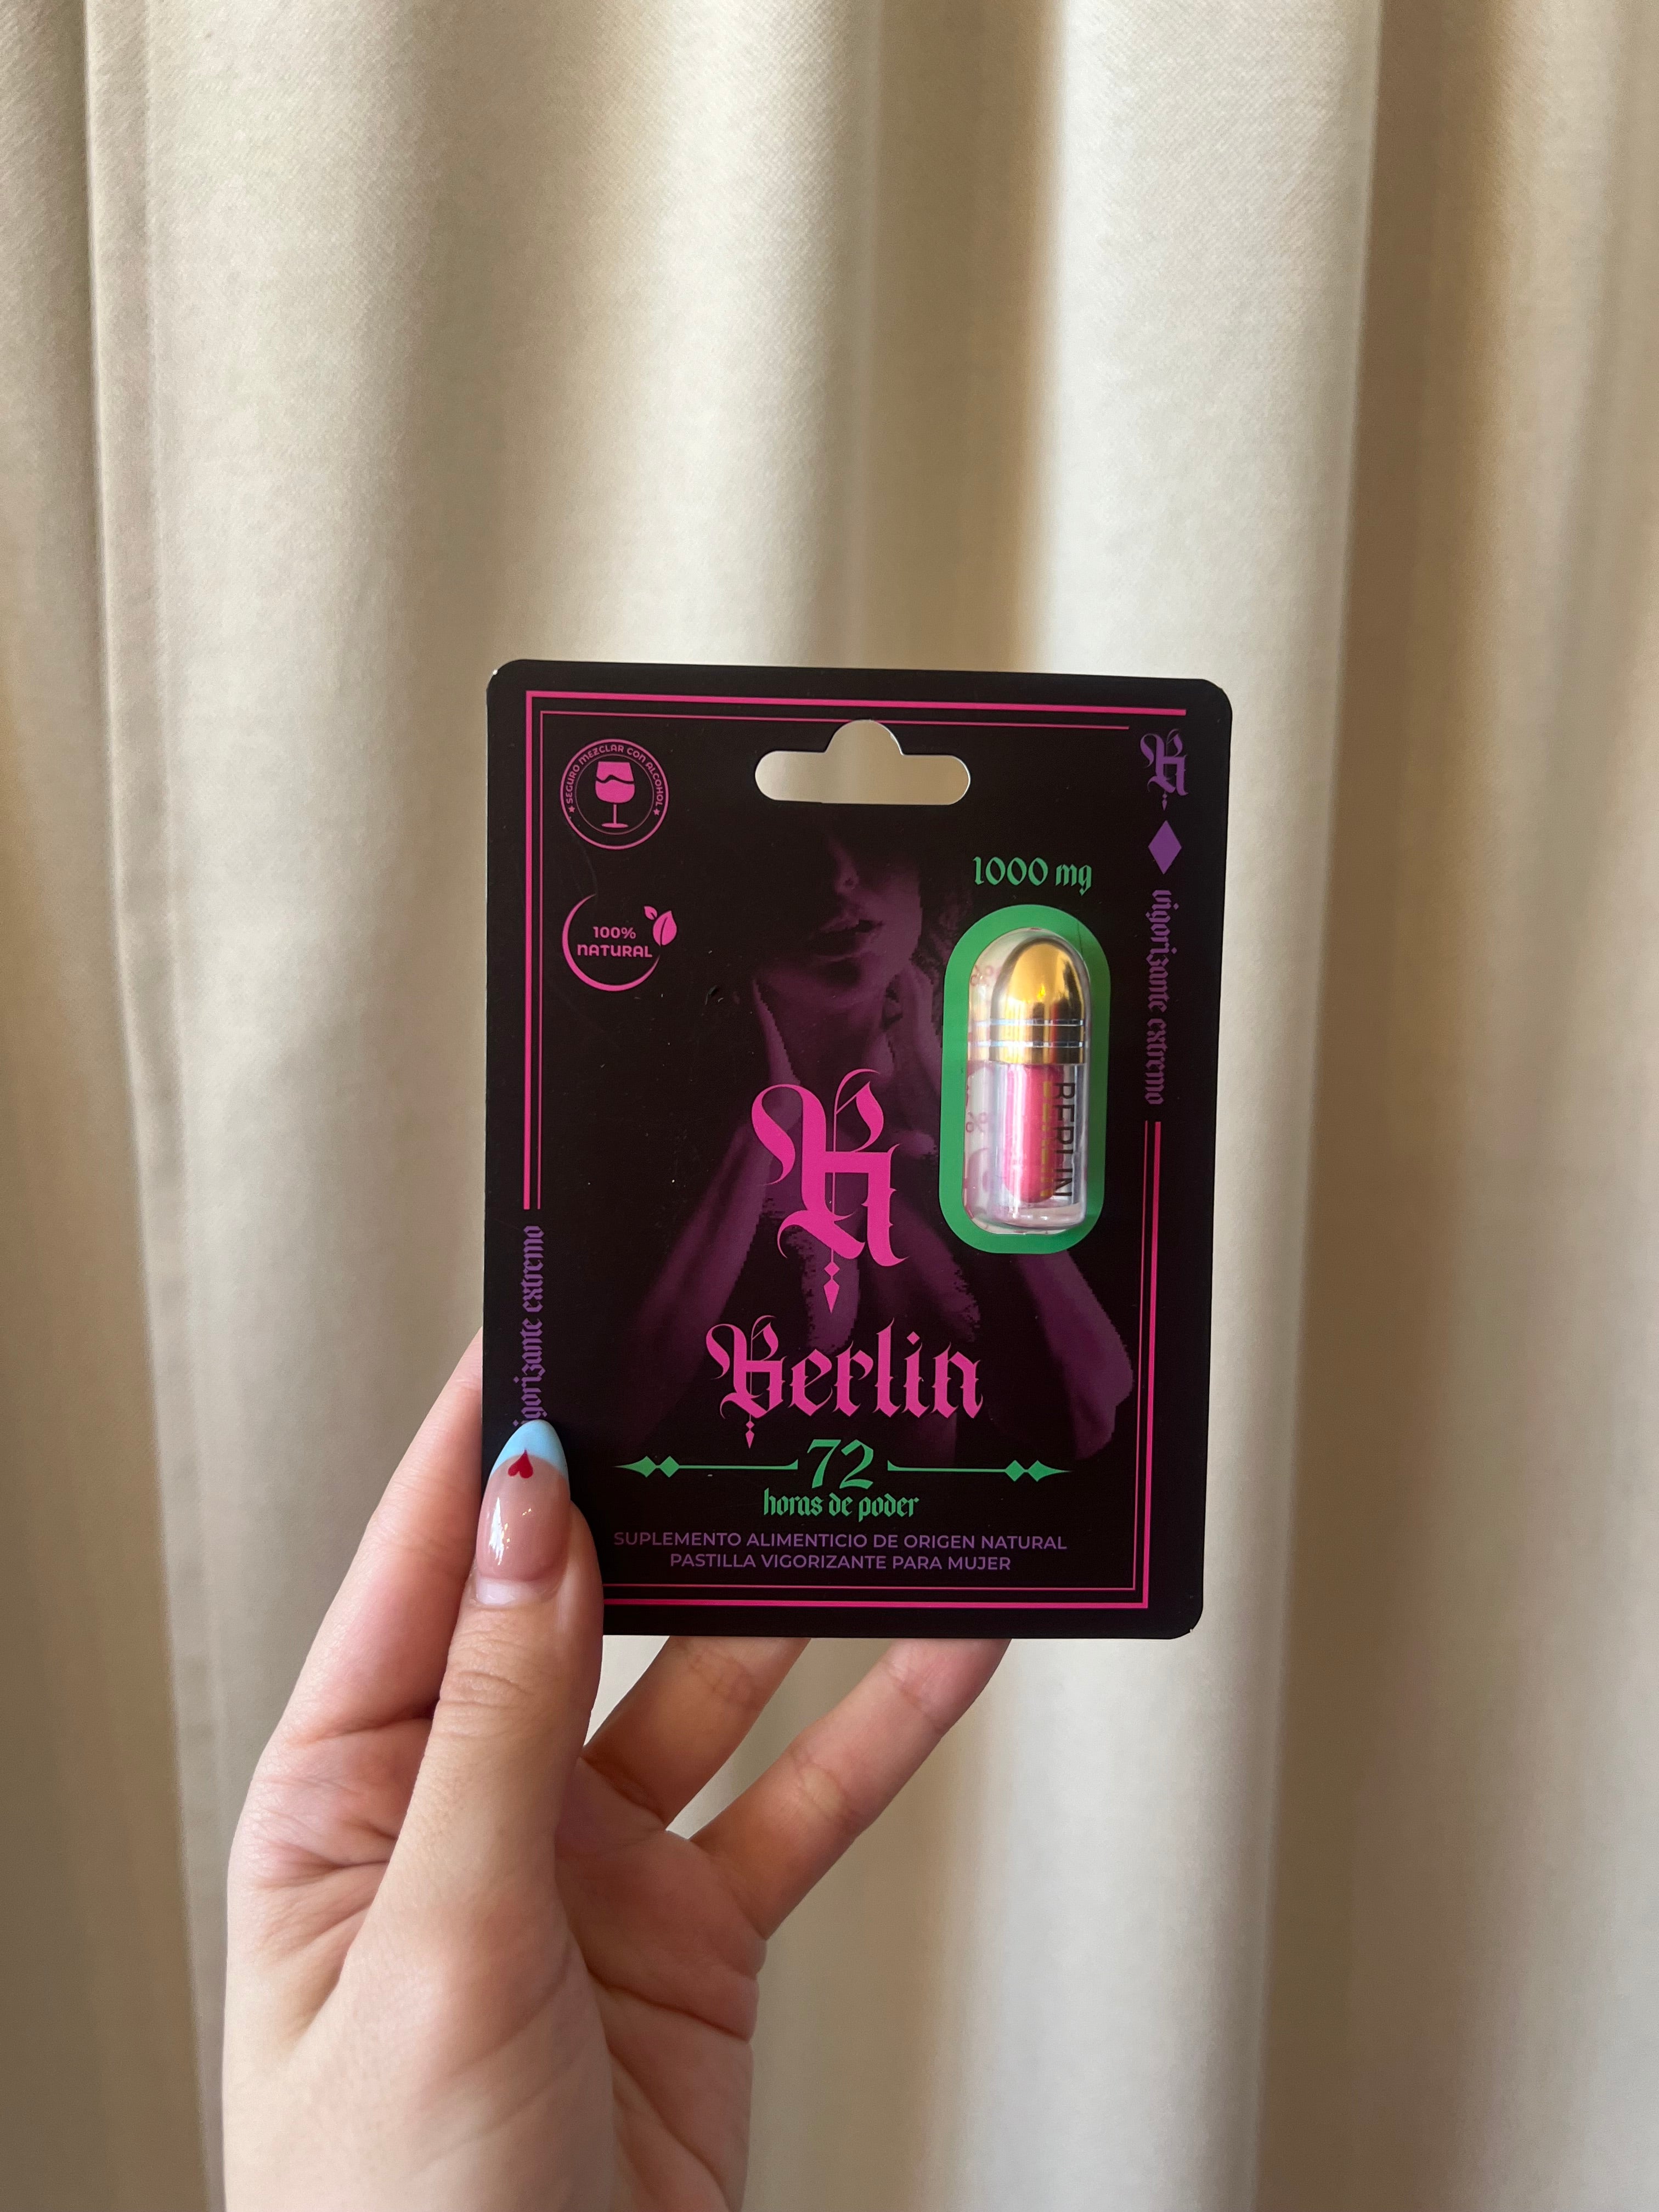 SEGURO MEZCLAR CON ALCOHOL
1000 mg
100%
NATURAL
vigorizante extremo
BERLIN
Berlin
igorizante extremo
72
horas de poder
SUPLEMENTO ALIMENTICIO DE ORIGEN NATURAL
PASTILLA VIGORIZANTE PARA MUJER